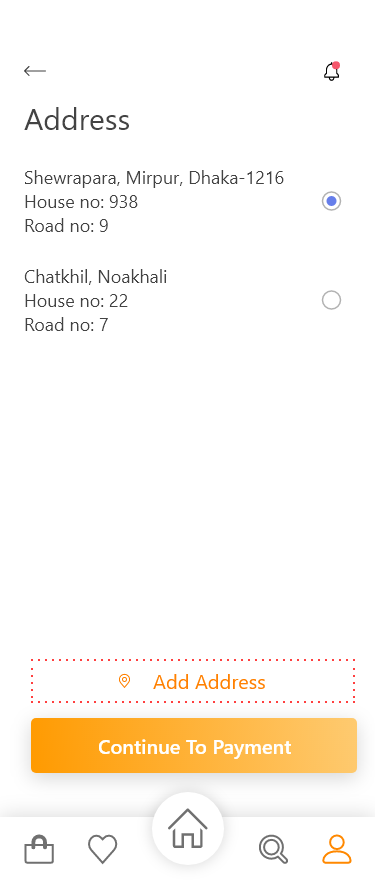 Address
Shewrapara, Mirpur, Dhaka-1216
House no: 938
Road no: 9
Chatkhil, Noakhali
House no: 22
Road no: 7
Add Address
Continue To Payment